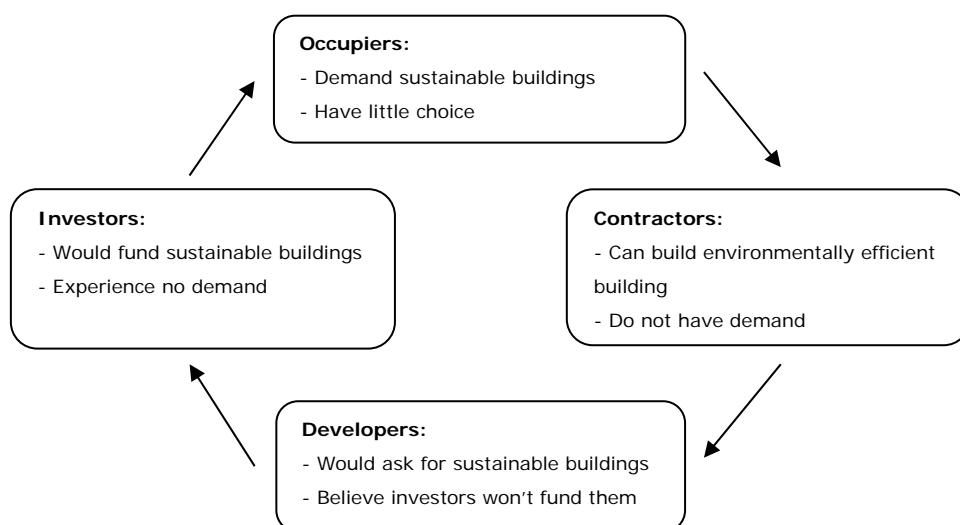 Occupiers:
- Demand sustainable buildings
- Have little choice
Investors:
- Would fund sustainable buildings
- Experience no demand
Contractors:
- Can build environmentally efficient
building
- Do not have demand
Developers:
- Would ask for sustainable buildings
- Believe investors won't fund them